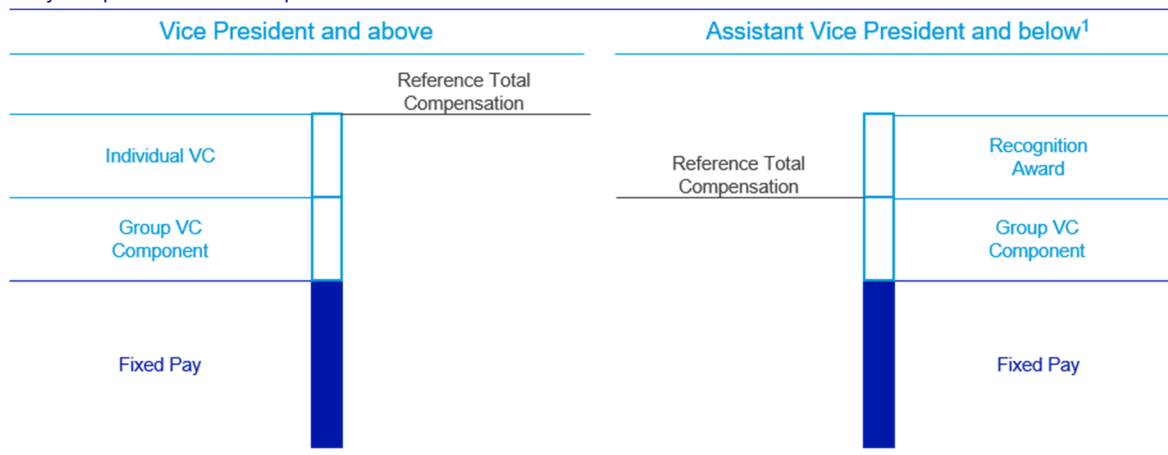 Vice President and above
Reference Total
Compensation
Individual VC
Group VC
Component
Fixed Pay
Assistant Vice President and below1
Reference Total
Compensation
Recognition
Award
Group VC
Component
Fixed Pay